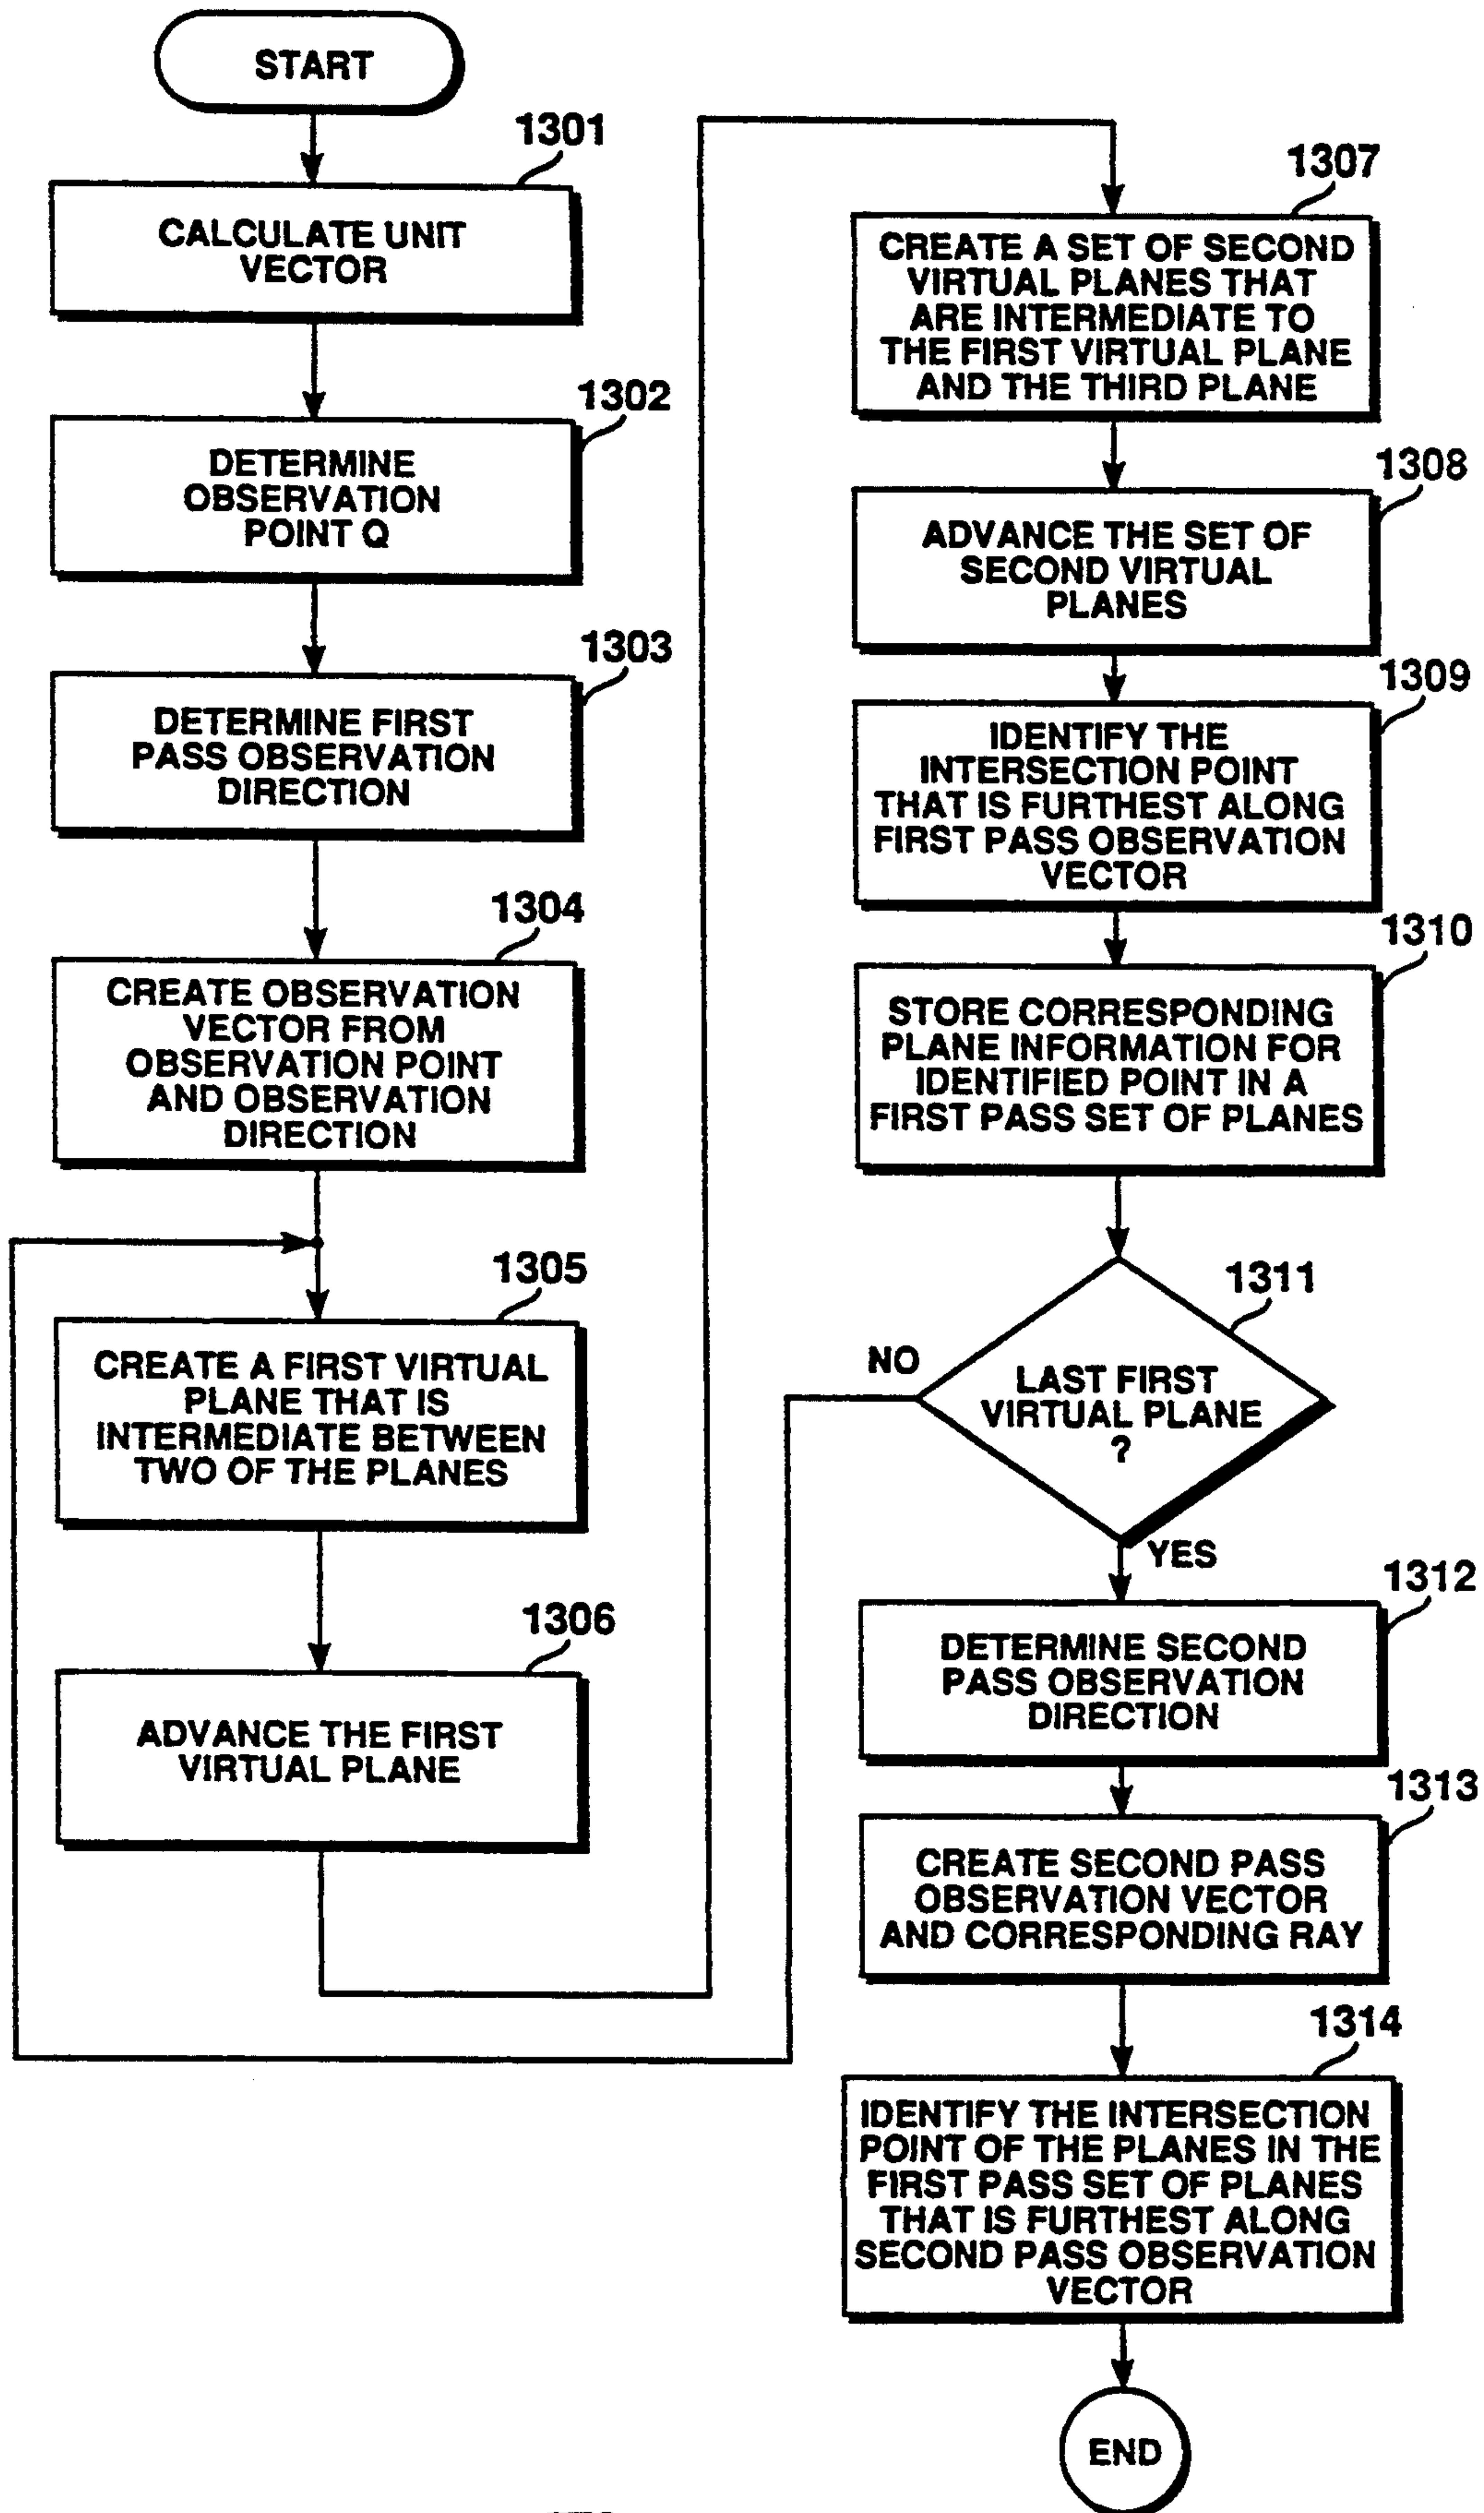 START
1301
CALCULATE UNIT
VECTOR
1302
DETERMINE
OBSERVATION
POINT Q
1303
DETERMINE FIRST
PASS OBSERVATION
DIRECTION
1304
CREATE OBSERVATION
VECTOR FROM
OBSERVATION POINT
AND OBSERVATION
DIRECTION
1305
CREATE A FIRST VIRTUAL
PLANE THAT IS
INTERMEDIATE BETWEEN
TWO OF THE PLANES
1306
ADVANCE THE FIRST
VIRTUAL PLANE
1307
CREATE A SET OF SECOND
VIRTUAL PLANES THAT
ARE INTERMEDIATE TO
THE FIRST VIRTUAL PLANE
AND THE THIRD PLANE
1308
ADVANCE THE SET OF
SECOND VIRTUAL
PLANES
1309
IDENTIFY THE
INTERSECTION POINT
THAT IS FURTHEST ALONG
FIRST PASS OBSERVATION
VECTOR
1310
STORE CORRESPONDING
PLANE INFORMATION FOR
IDENTIFIED POINT IN A
FIRST PASS SET OF PLANES
1311
NO
LAST FIRST
VIRTUAL PLANE
?
YES
1312
DETERMINE SECOND
PASS OBSERVATION
DIRECTION
1313
CREATE SECOND PASS
OBSERVATION VECTOR
AND CORRESPONDING RAY
1314
IDENTIFY THE INTERSECTION
POINT OF THE PLANES IN THE
FIRST PASS SET OF PLANES
THAT IS FURTHEST ALONG
SECOND PASS OBSERVATION
VECTOR
END